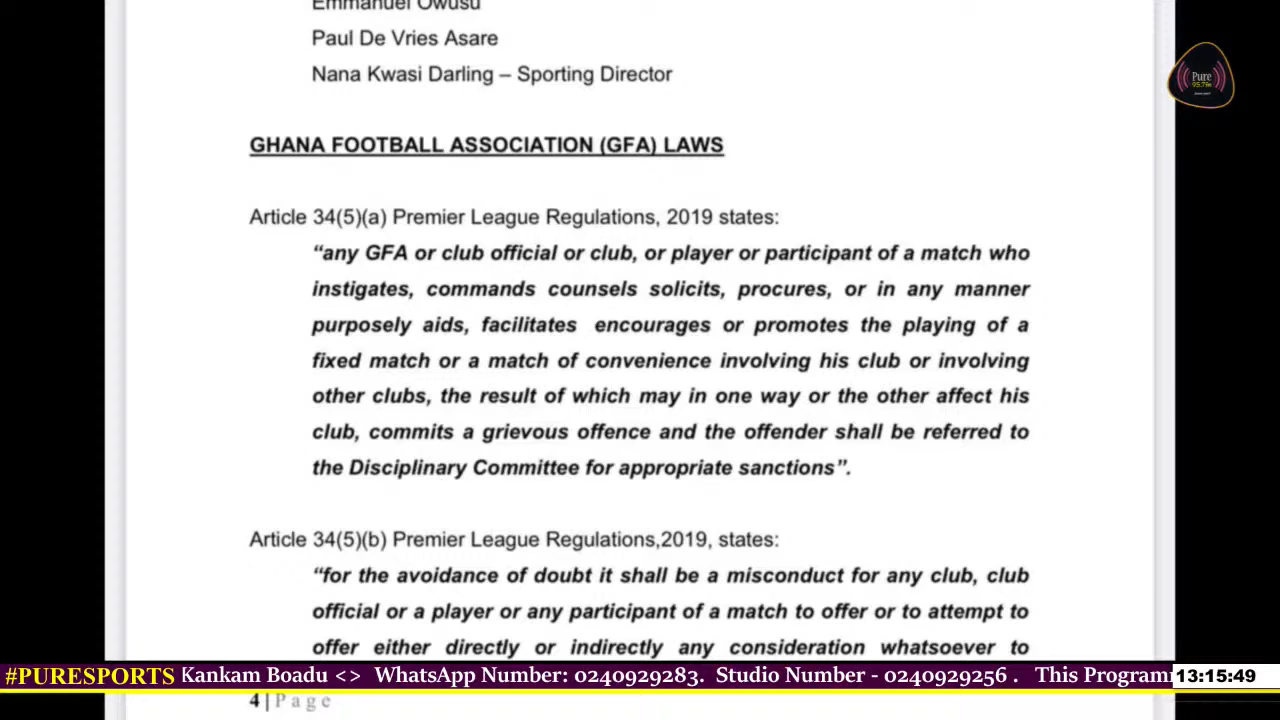 Emmanuel Owusu
Paul De Vries Asare
Nana Kwasi Darling – Sporting Director
Pure
95.7fm
GHANA FOOTBALL ASSOCIATION (GFA) LAWS
Article 34(5)(a) Premier League Regulations, 2019 states:
“any GFA or club official or club, or player or participant of a match who
instigates, commands counsels solicits, procures, or in any manner
purposely aids, facilitates encourages or promotes the playing of a
fixed match or a match of convenience involving his club or involving
other clubs, the result of which may in one way or the other affect his
club, commits a grievous offence and the offender shall be referred to
the Disciplinary Committee for appropriate sanctions”.
Article 34(5)(b) Premier League Regulations,2019, states:
“for the avoidance of doubt it shall be a misconduct for any club, club
official or a player or any participant of a match to offer or to attempt to
offer either directly or indirectly any consideration whatsoever to
#PURESPORTS Kankam Boadu <> WhatsApp Number: 0240929283. Studio Number - 0240929256 . This Programm 13:15:49
4 | Page